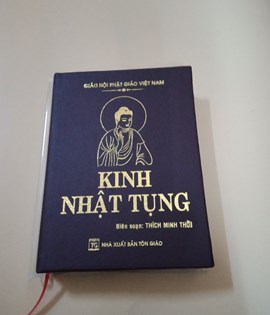 GIÁO HỘI PHẬT GIÁO VIỆT NAM
KINH
NHẬT TỤNG
Biên soạn: THÍCH MINH THỜI
NHÀ XUẤT BẢN TÔN GIÁO